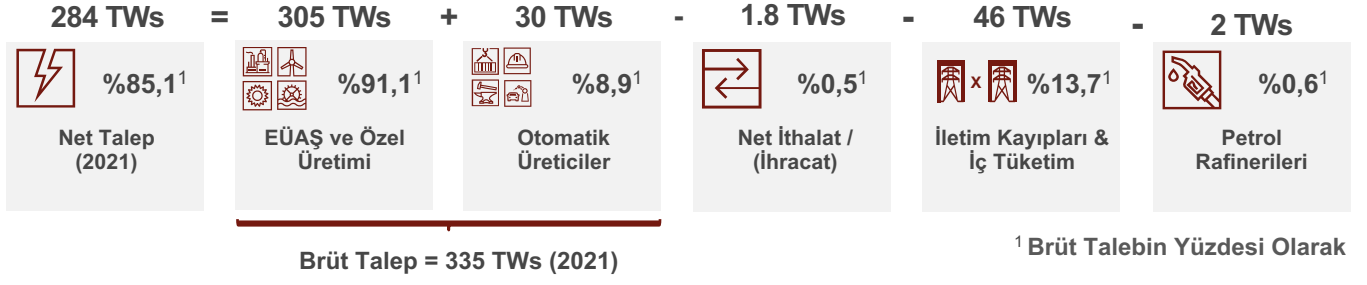 284 TWs = 305 TWs + 30 TWs - 1.8 TWs - 46 TWs - 2 TWs
%85,1¹ %91,1¹ %8,9¹ %0,5¹ x %13,7¹ %0,6¹
Net Talep EÜAŞ ve Özel Otomatik Net İthalat / İletim Kayıpları & Petrol
(2021) Üretimi Üreticiler (İhracat) İç Tüketim Rafinerileri
Brüt Talep = 335 TWs (2021)
¹ Brüt Talebin Yüzdesi Olarak